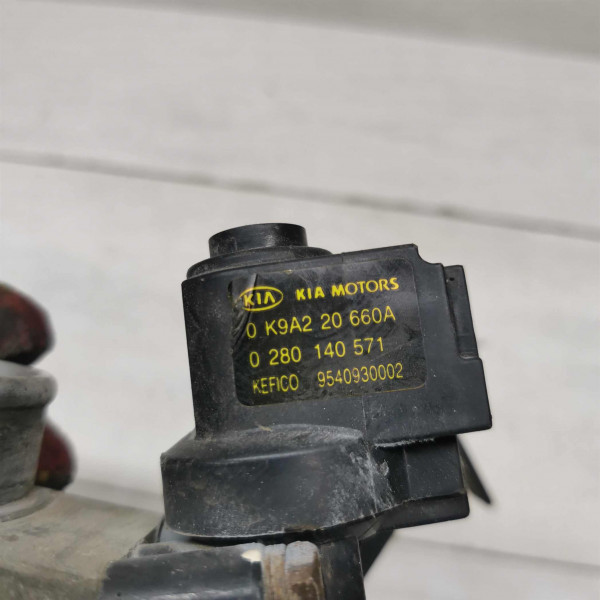 KIA KIA MOTORS
0 K9A2 20 660A
0 280 140 571
KEFICO 9540930002